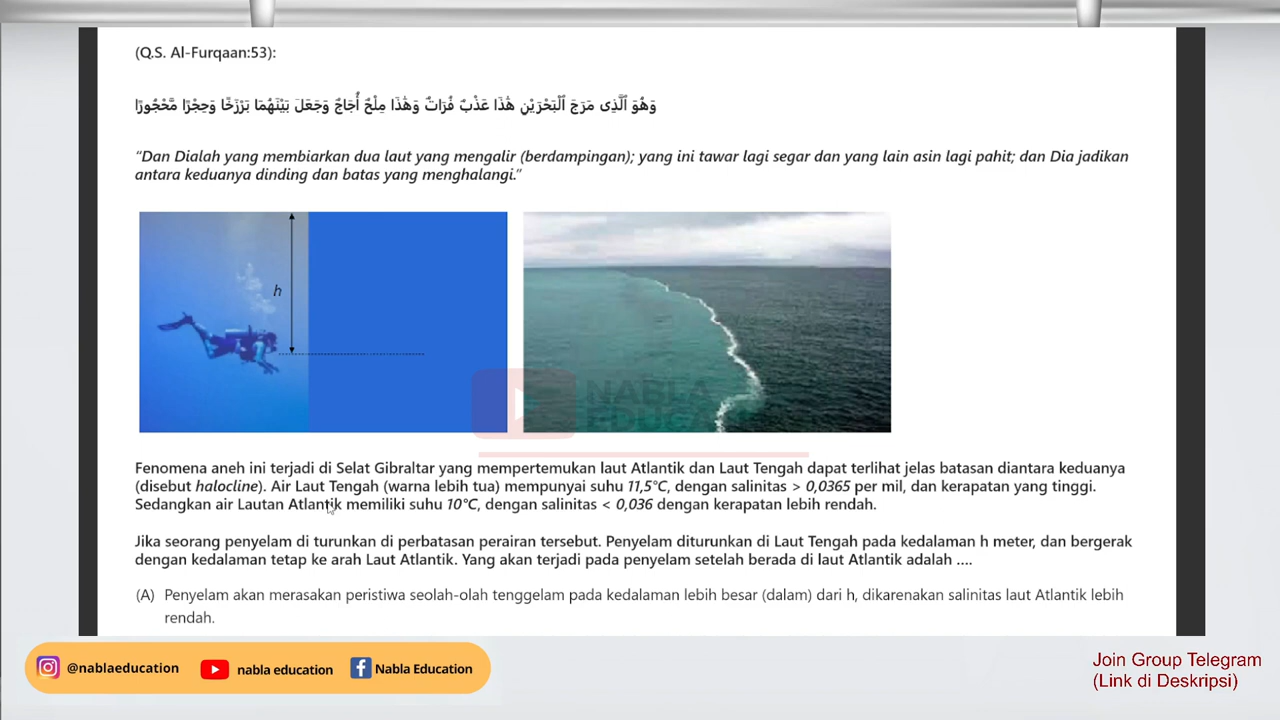 (Q.S. Al-Furqaan:53):
وَهُوَ ٱلَّذِى مَرَجَ ٱلْبَحْرَيْنِ هَٰذَا عَذْبٌ فُرَاتٌ وَهَٰذَا مِلْحٌ أُجَاجٌ وَجَعَلَ بَيْنَهُمَا بَرْزَخًا وَحِجْرًا مَّحْجُورًا
“Dan Dialah yang membiarkan dua laut yang mengalir (berdampingan); yang ini tawar lagi segar dan yang lain asin lagi pahit; dan Dia jadikan
antara keduanya dinding dan batas yang menghalangi.”
h
NABLA
EDUCA
Fenomena aneh ini terjadi di Selat Gibraltar yang mempertemukan laut Atlantik dan Laut Tengah dapat terlihat jelas batasan diantara keduanya
(disebut halocline). Air Laut Tengah (warna lebih tua) mempunyai suhu 11,5°C, dengan salinitas > 0,0365 per mil, dan kerapatan yang tinggi.
Sedangkan air Lautan Atlantik memiliki suhu 10°C, dengan salinitas < 0,036 dengan kerapatan lebih rendah.
Jika seorang penyelam di turunkan di perbatasan perairan tersebut. Penyelam diturunkan di Laut Tengah pada kedalaman h meter, dan bergerak
dengan kedalaman tetap ke arah Laut Atlantik. Yang akan terjadi pada penyelam setelah berada di laut Atlantik adalah ....
(A) Penyelam akan merasakan peristiwa seolah-olah tenggelam pada kedalaman lebih besar (dalam) dari h, dikarenakan salinitas laut Atlantik lebih
rendah.
@nablaeducation nabla education Nabla Education
Join Group Telegram
(Link di Deskripsi)